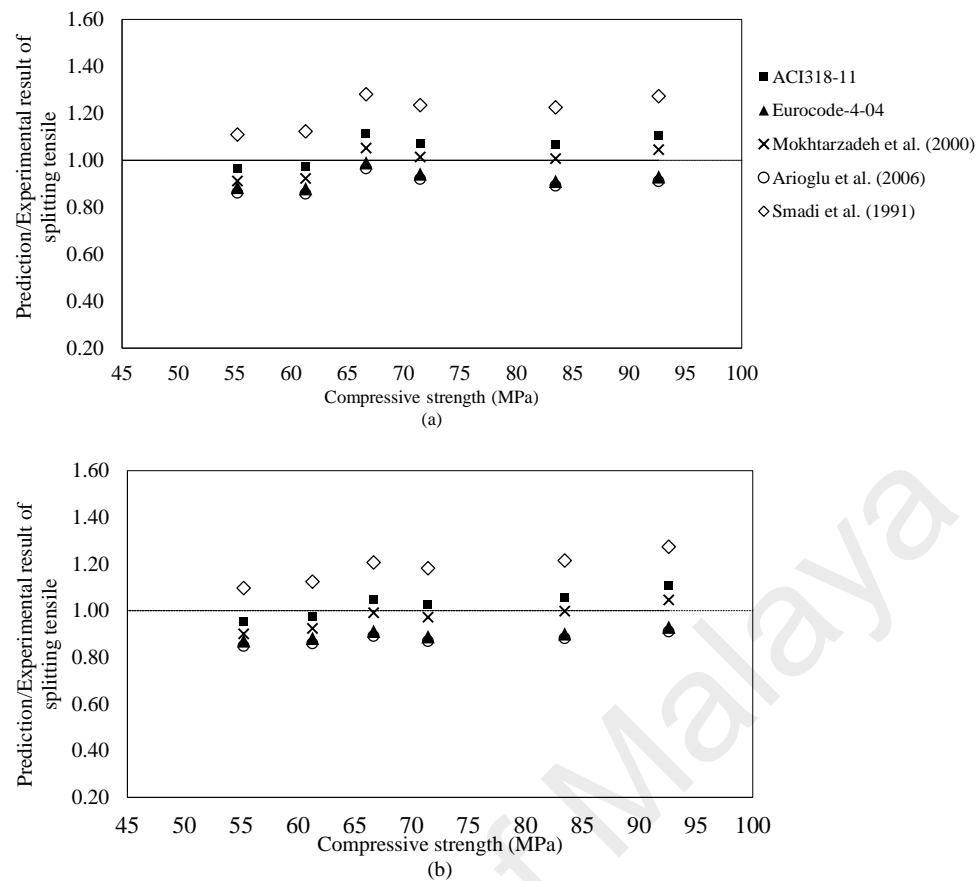 1.60
1.40
1.20
1.00
0.80
0.60
0.40
0.20
Prediction/Experimental result of
splitting tensile
45 50 55 60 65 70 75 80 85 90 95 100
Compressive strength (MPa)
(a)
ACI318-11
Eurocode-4-04
Mokhtarzadeh et al. (2000)
Arioglu et al. (2006)
Smadi et al. (1991)
1.60
1.40
1.20
1.00
0.80
0.60
0.40
0.20
Prediction/Experimental result of
splitting tensile
45 50 55 60 65 70 75 80 85 90 95 100
Compressive strength (MPa)
(b)
f Malaya